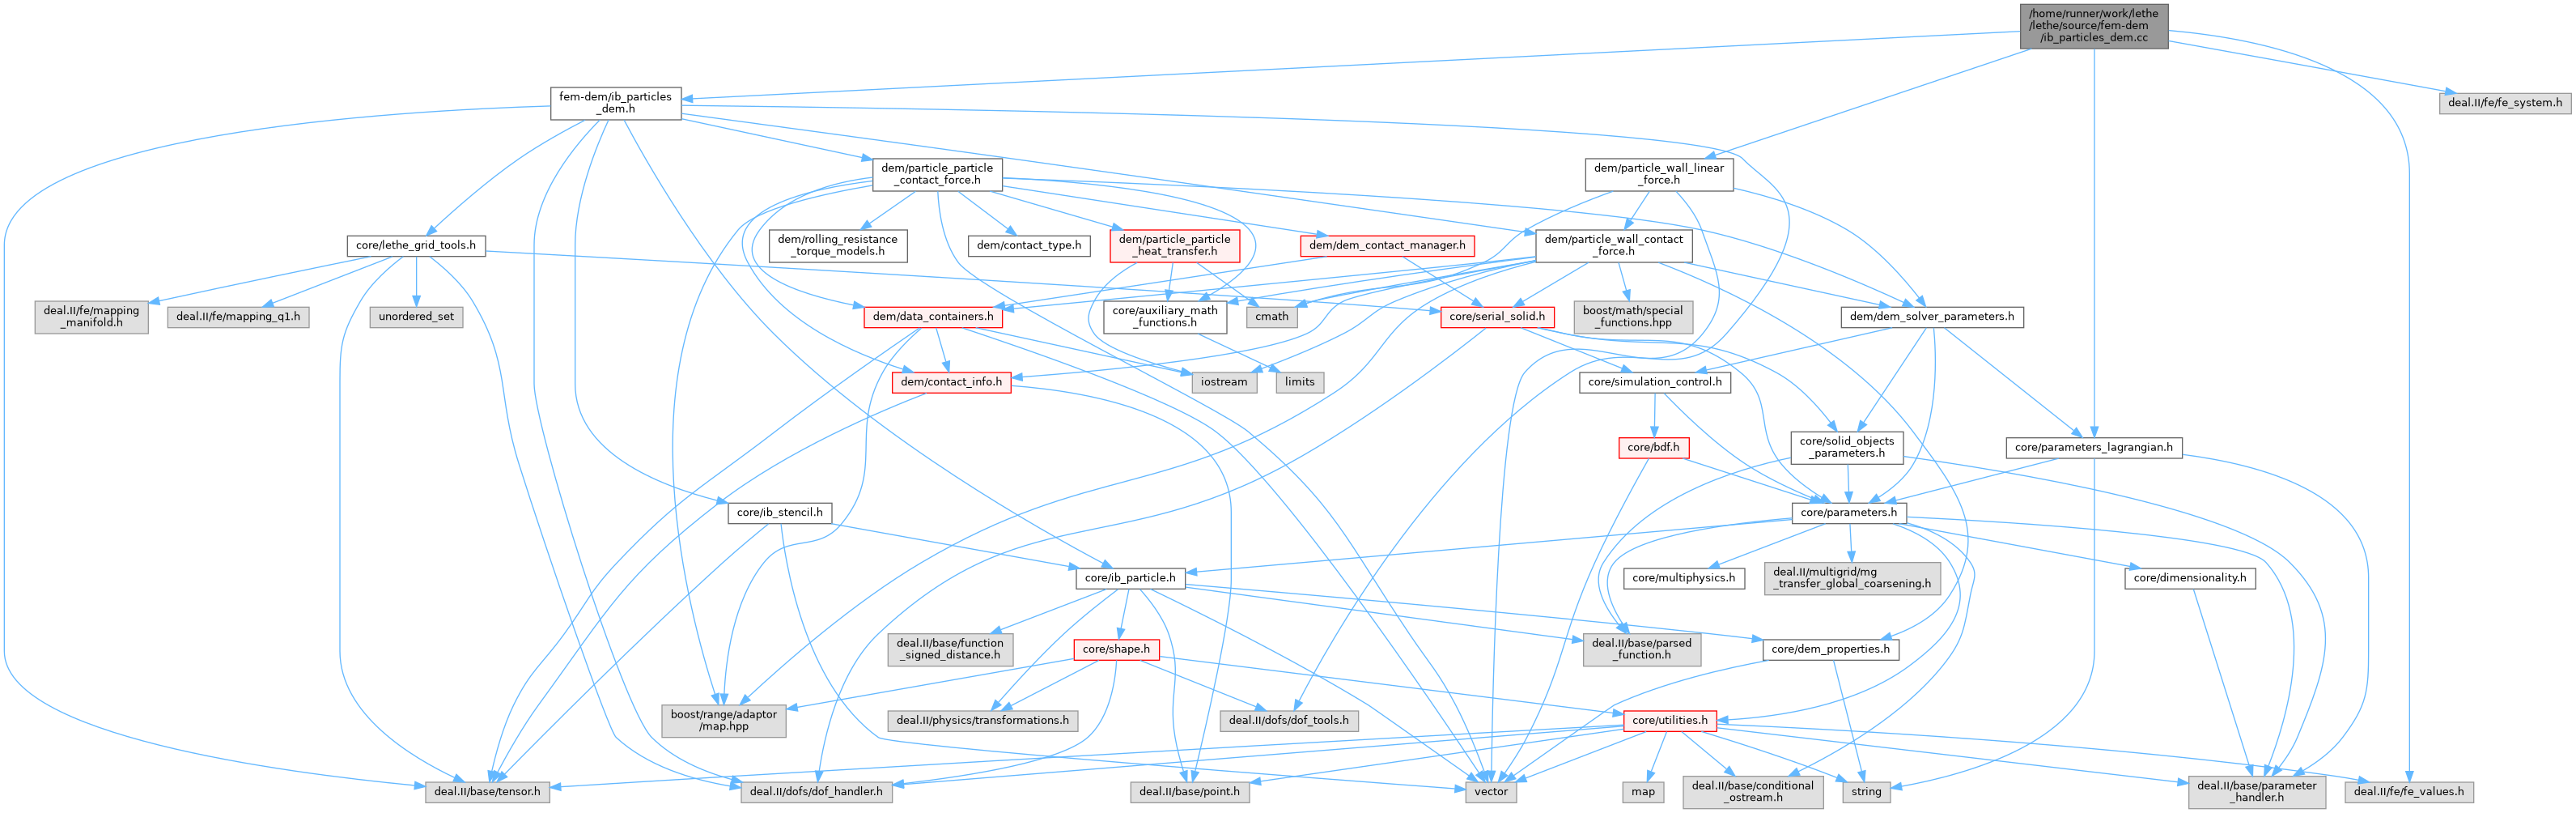 /home/runner/work/lethe
/lethe/source/fem-dem
/ib_particles_dem.cc
fem-dem/ib_particles
_dem.h
deal.II/fe/fe_system.h
dem/particle_particle
_contact_force.h
dem/particle_wall_linear
_force.h
core/lethe_grid_tools.h
dem/rolling_resistance
_torque_models.h
dem/contact_type.h
dem/particle_particle
_heat_transfer.h
dem/dem_contact_manager.h
dem/particle_wall_contact
_force.h
deal.II/fe/mapping
_manifold.h
deal.II/fe/mapping_q1.h
unordered_set
dem/data_containers.h
core/auxiliary_math
_functions.h
cmath
core/serial_solid.h
boost/math/special
_functions.hpp
dem/dem_solver_parameters.h
dem/contact_info.h
iostream
limits
core/simulation_control.h
core/bdf.h
core/solid_objects
_parameters.h
core/parameters_lagrangian.h
core/ib_stencil.h
core/parameters.h
core/ib_particle.h
core/multiphysics.h
deal.II/multigrid/mg
_transfer_global_coarsening.h
core/dimensionality.h
deal.II/base/function
_signed_distance.h
core/shape.h
deal.II/base/parsed
_function.h
core/dem_properties.h
boost/range/adaptor
/map.hpp
deal.II/physics/transformations.h
deal.II/dofs/dof_tools.h
core/utilities.h
deal.II/base/tensor.h
deal.II/dofs/dof_handler.h
deal.II/base/point.h
vector
map
deal.II/base/conditional
_ostream.h
string
deal.II/base/parameter
_handler.h
deal.II/fe/fe_values.h